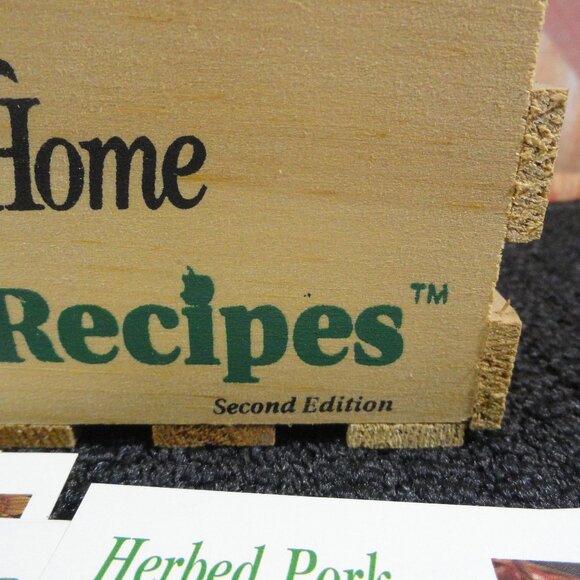 Home
Recipes™
Second Edition
Herbed Pork